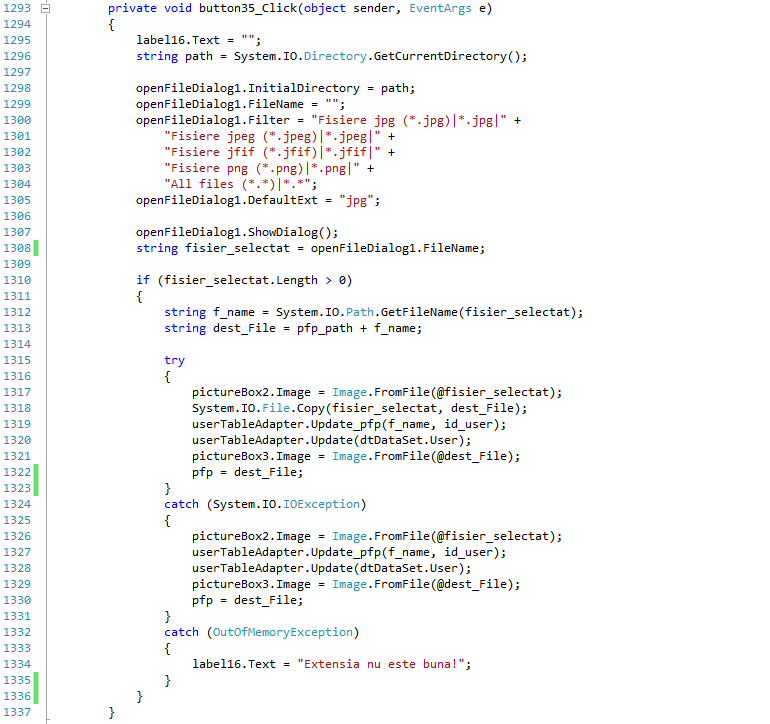 1293 private void button35_Click(object sender, EventArgs e)
1294 {
1295 label16.Text = "";
1296 string path = System.IO.Directory.GetCurrentDirectory();
1297
1298 openFileDialog1.InitialDirectory = path;
1299 openFileDialog1.FileName = "";
1300 openFileDialog1.Filter = "Fisiere jpg (*.jpg)|*.jpg|" +
1301 "Fisiere jpeg (*.jpeg)|*.jpeg|" +
1302 "Fisiere jfif (*.jfif)|*.jfif|" +
1303 "Fisiere png (*.png)|*.png|" +
1304 "All files (*.*)|*.*";
1305 openFileDialog1.DefaultExt = "jpg";
1306
1307 openFileDialog1.ShowDialog();
1308 string fisier_selectat = openFileDialog1.FileName;
1309
1310 if (fisier_selectat.Length > 0)
1311 {
1312 string f_name = System.IO.Path.GetFileName(fisier_selectat);
1313 string dest_File = pfp_path + f_name;
1314
1315 try
1316 {
1317 pictureBox2.Image = Image.FromFile(@fisier_selectat);
1318 System.IO.File.Copy(fisier_selectat, dest_File);
1319 userTableAdapter.Update_pfp(f_name, id_user);
1320 userTableAdapter.Update(dtDataSet.User);
1321 pictureBox3.Image = Image.FromFile(@dest_File);
1322 pfp = dest_File;
1323 }
1324 catch (System.IO.IOException)
1325 {
1326 pictureBox2.Image = Image.FromFile(@fisier_selectat);
1327 userTableAdapter.Update_pfp(f_name, id_user);
1328 userTableAdapter.Update(dtDataSet.User);
1329 pictureBox3.Image = Image.FromFile(@dest_File);
1330 pfp = dest_File;
1331 }
1332 catch (OutOfMemoryException)
1333 {
1334 label16.Text = "Extensia nu este buna!";
1335 }
1336 }
1337 }